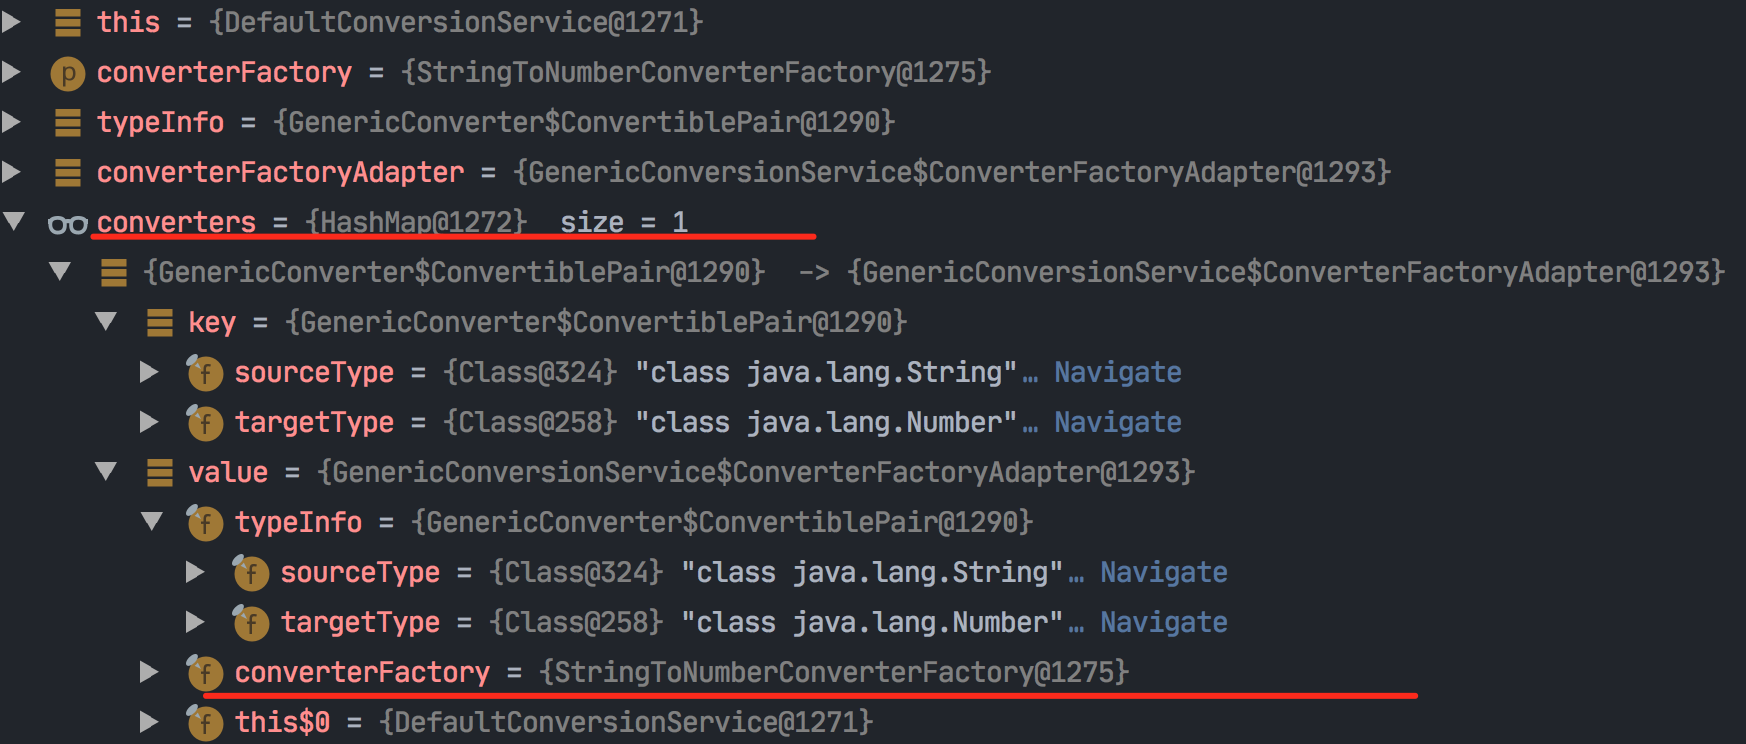 this = {DefaultConversionService@1271}
p converterFactory = {StringToNumberConverterFactory@1275}
typeInfo = {GenericConverter$ConvertiblePair@1290}
converterFactoryAdapter = {GenericConversionService$ConverterFactoryAdapter@1293}
converters = {HashMap@1272} size = 1
{GenericConverter$ConvertiblePair@1290} -> {GenericConversionService$ConverterFactoryAdapter@1293}
key = {GenericConverter$ConvertiblePair@1290}
f sourceType = {Class@324} "class java.lang.String"… Navigate
f targetType = {Class@258} "class java.lang.Number"… Navigate
value = {GenericConversionService$ConverterFactoryAdapter@1293}
f typeInfo = {GenericConverter$ConvertiblePair@1290}
f sourceType = {Class@324} "class java.lang.String"… Navigate
f targetType = {Class@258} "class java.lang.Number"… Navigate
f converterFactory = {StringToNumberConverterFactory@1275}
f this$0 = {DefaultConversionService@1271}